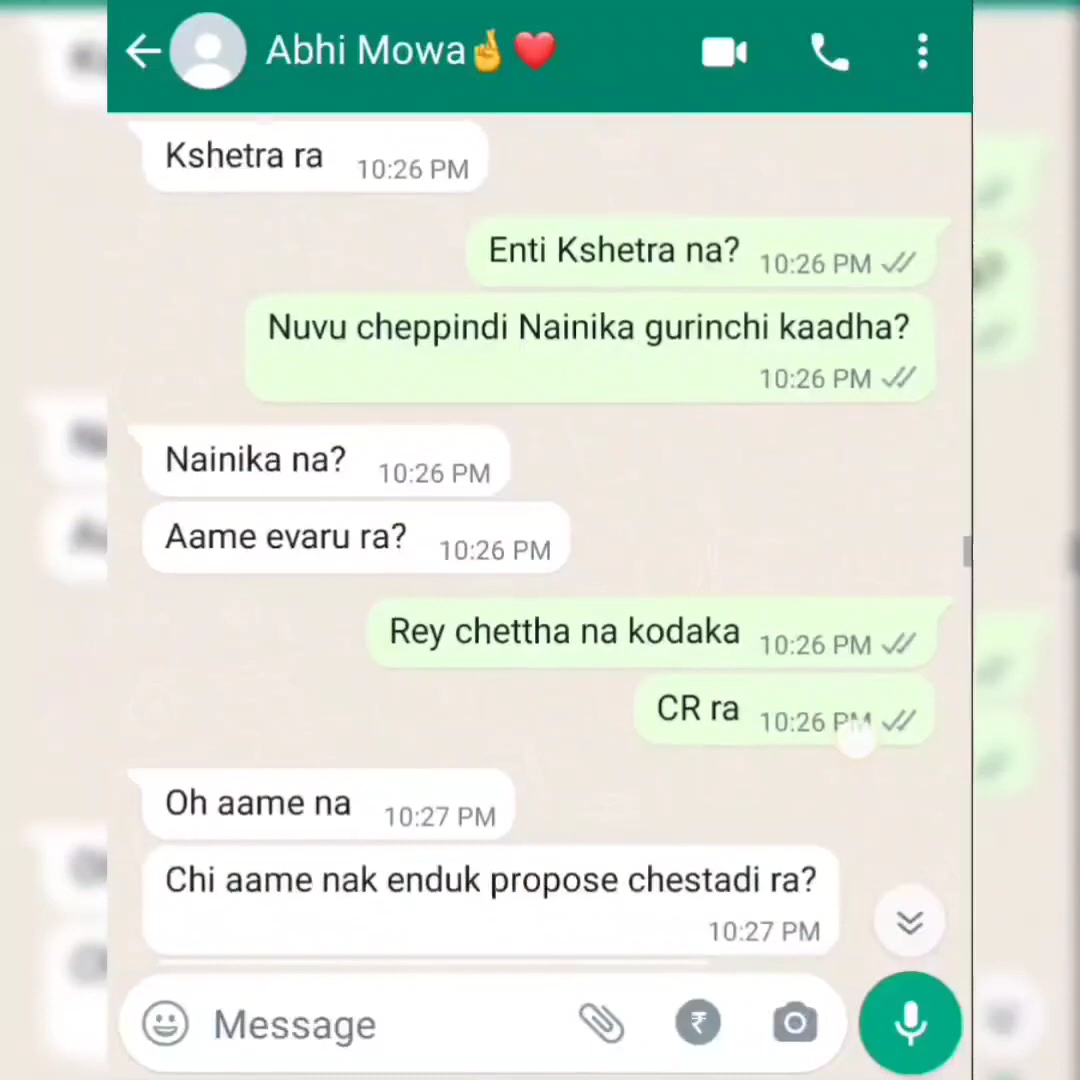 Abhi Mowa🤞❤️
Kshetra ra 10:26 PM
Enti Kshetra na? 10:26 PM
Nuvu cheppindi Nainika gurinchi kaadha?
10:26 PM
Nainika na? 10:26 PM
Aame evaru ra? 10:26 PM
Rey chettha na kodaka 10:26 PM
CR ra 10:26 PM
Oh aame na 10:27 PM
Chi aame nak enduk propose chestadi ra?
10:27 PM
Message ₹